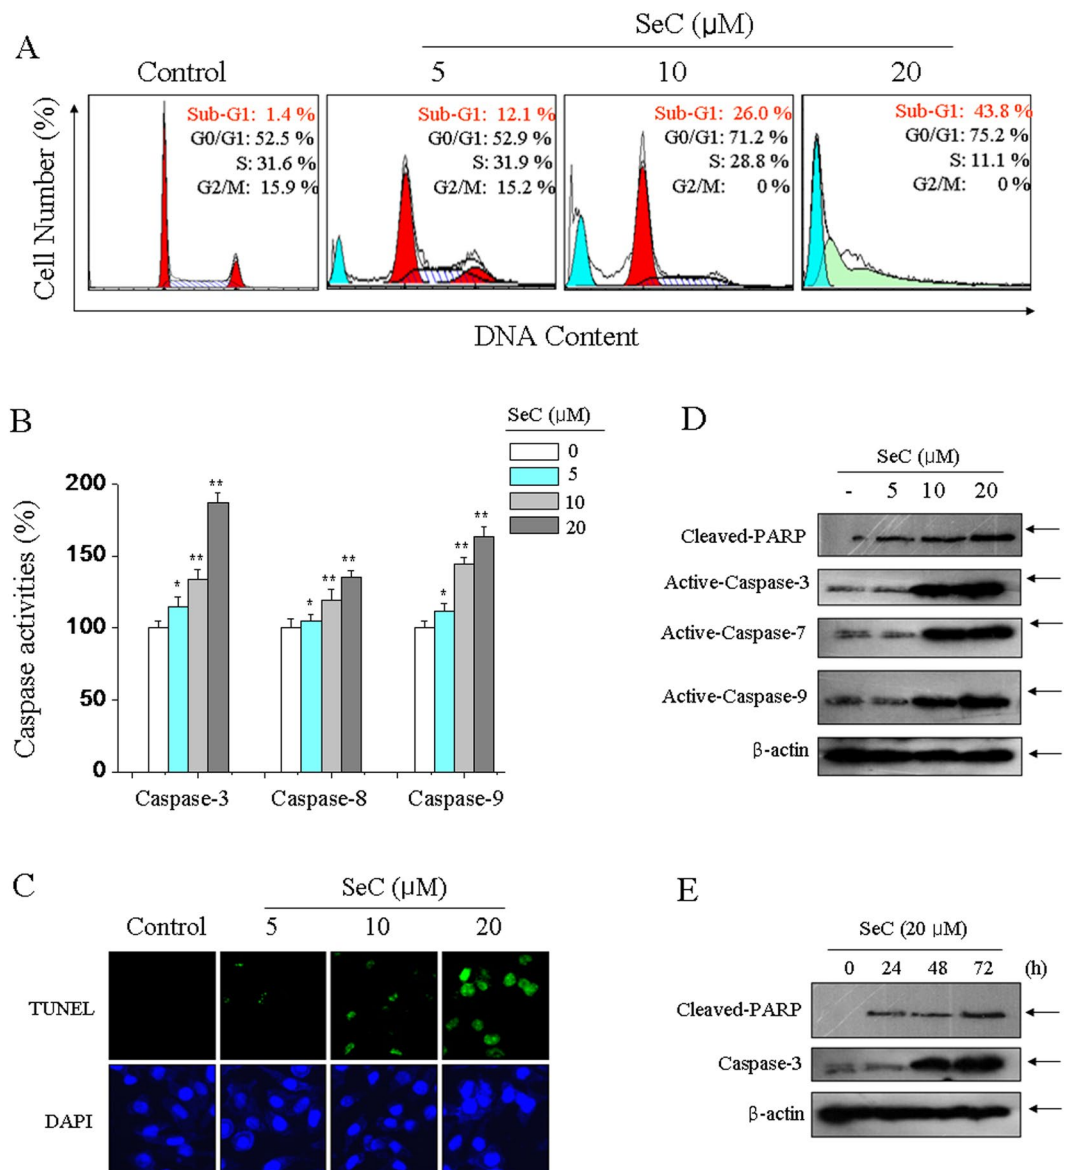 A
SeC (μM)
Control
5
10
20
Cell Number (%)
Sub-G1: 1.4 %
G0/G1: 52.5 %
S: 31.6 %
G2/M: 15.9 %
Sub-G1: 12.1 %
G0/G1: 52.9 %
S: 31.9 %
G2/M: 15.2 %
Sub-G1: 26.0 %
G0/G1: 71.2 %
S: 28.8 %
G2/M: 0 %
Sub-G1: 43.8 %
G0/G1: 75.2 %
S: 11.1 %
G2/M: 0 %
DNA Content
B
SeC (μM)
0
5
10
20
Caspase activities (%)
200
150
100
50
0
*
**
**
*
**
**
*
**
**
Caspase-3
Caspase-8
Caspase-9
C
SeC (μM)
Control
5
10
20
TUNEL
DAPI
D
SeC (μM)
- 5 10 20
Cleaved-PARP
Active-Caspase-3
Active-Caspase-7
Active-Caspase-9
β-actin
E
SeC (20 μM)
0 24 48 72 (h)
Cleaved-PARP
Caspase-3
β-actin